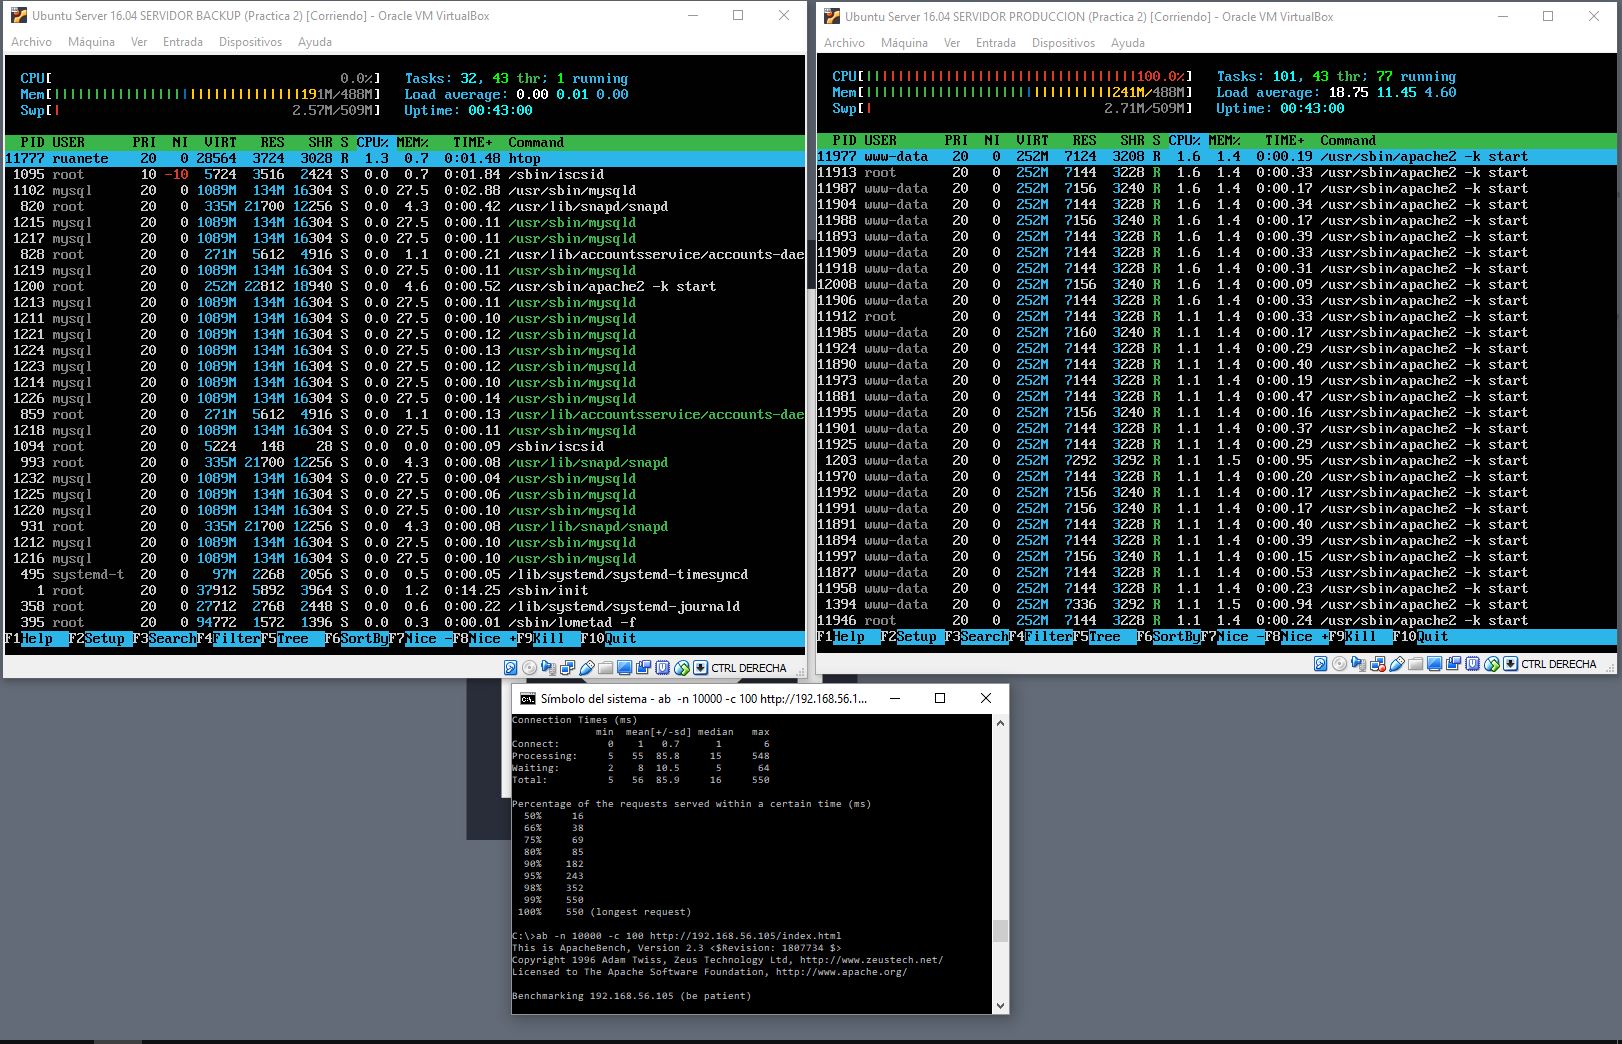 Ubuntu Server 16.04 SERVIDOR BACKUP (Practica 2) [Corriendo] - Oracle VM VirtualBox
Archivo Máquina Ver Entrada Dispositivos Ayuda
CPU[ 0.0%] Tasks: 32, 43 thr; 1 running
Mem[||||||||||||||||||||||||||||||||191M/488M] Load average: 0.00 0.01 0.00
Swp[| 2.57M/509M] Uptime: 00:43:00
PID USER PRI NI VIRT RES SHR S CPU% MEM% TIME+ Command
11777 ruanete 20 0 28564 3724 3028 R 1.3 0.7 0:01.48 htop
1095 root 10 -10 5724 3516 2424 S 0.0 0.7 0:01.84 /sbin/iscsid
1102 mysql 20 0 1089M 134M 16304 S 0.0 27.5 0:02.88 /usr/sbin/mysqld
820 root 20 0 335M 21700 12256 S 0.0 4.3 0:00.42 /usr/lib/snapd/snapd
1215 mysql 20 0 1089M 134M 16304 S 0.0 27.5 0:00.11 /usr/sbin/mysqld
1217 mysql 20 0 1089M 134M 16304 S 0.0 27.5 0:00.11 /usr/sbin/mysqld
828 root 20 0 271M 5612 4916 S 0.0 1.1 0:00.21 /usr/lib/accountsservice/accounts-dae
1219 mysql 20 0 1089M 134M 16304 S 0.0 27.5 0:00.11 /usr/sbin/mysqld
1200 root 20 0 252M 22812 18940 S 0.0 4.6 0:00.52 /usr/sbin/apache2 -k start
1213 mysql 20 0 1089M 134M 16304 S 0.0 27.5 0:00.11 /usr/sbin/mysqld
1211 mysql 20 0 1089M 134M 16304 S 0.0 27.5 0:00.10 /usr/sbin/mysqld
1221 mysql 20 0 1089M 134M 16304 S 0.0 27.5 0:00.12 /usr/sbin/mysqld
1224 mysql 20 0 1089M 134M 16304 S 0.0 27.5 0:00.13 /usr/sbin/mysqld
1223 mysql 20 0 1089M 134M 16304 S 0.0 27.5 0:00.12 /usr/sbin/mysqld
1214 mysql 20 0 1089M 134M 16304 S 0.0 27.5 0:00.10 /usr/sbin/mysqld
1226 mysql 20 0 1089M 134M 16304 S 0.0 27.5 0:00.14 /usr/sbin/mysqld
859 root 20 0 271M 5612 4916 S 0.0 1.1 0:00.13 /usr/lib/accountsservice/accounts-dae
1218 mysql 20 0 1089M 134M 16304 S 0.0 27.5 0:00.11 /usr/sbin/mysqld
1094 root 20 0 5224 148 28 S 0.0 0.0 0:00.09 /sbin/iscsid
993 root 20 0 335M 21700 12256 S 0.0 4.3 0:00.08 /usr/lib/snapd/snapd
1232 mysql 20 0 1089M 134M 16304 S 0.0 27.5 0:00.04 /usr/sbin/mysqld
1225 mysql 20 0 1089M 134M 16304 S 0.0 27.5 0:00.06 /usr/sbin/mysqld
1220 mysql 20 0 1089M 134M 16304 S 0.0 27.5 0:00.10 /usr/sbin/mysqld
931 root 20 0 335M 21700 12256 S 0.0 4.3 0:00.08 /usr/lib/snapd/snapd
1212 mysql 20 0 1089M 134M 16304 S 0.0 27.5 0:00.10 /usr/sbin/mysqld
1216 mysql 20 0 1089M 134M 16304 S 0.0 27.5 0:00.10 /usr/sbin/mysqld
495 systemd-t 20 0 97M 2268 2056 S 0.0 0.5 0:00.05 /lib/systemd/systemd-timesyncd
1 root 20 0 37912 5892 3964 S 0.0 1.2 0:14.25 /sbin/init
358 root 20 0 27712 2768 2448 S 0.0 0.6 0:00.22 /lib/systemd/systemd-journald
395 root 20 0 94772 1572 1396 S 0.0 0.3 0:00.01 /sbin/lvmetad -f
F1Help F2Setup F3SearchF4FilterF5Tree F6SortByF7Nice -F8Nice +F9Kill F10Quit
CTRL DERECHA
Ubuntu Server 16.04 SERVIDOR PRODUCCION (Practica 2) [Corriendo] - Oracle VM VirtualBox
Archivo Máquina Ver Entrada Dispositivos Ayuda
CPU[||||||||||||||||||||||||||||||||||100.0%] Tasks: 101, 43 thr; 77 running
Mem[||||||||||||||||||||||||||||||||241M/488M] Load average: 18.75 11.45 4.60
Swp[| 2.71M/509M] Uptime: 00:43:00
PID USER PRI NI VIRT RES SHR S CPU% MEM% TIME+ Command
11977 www-data 20 0 252M 7124 3208 R 1.6 1.4 0:00.19 /usr/sbin/apache2 -k start
11913 root 20 0 252M 7144 3228 R 1.6 1.4 0:00.33 /usr/sbin/apache2 -k start
11987 www-data 20 0 252M 7156 3240 R 1.6 1.4 0:00.17 /usr/sbin/apache2 -k start
11904 www-data 20 0 252M 7144 3228 R 1.6 1.4 0:00.34 /usr/sbin/apache2 -k start
11988 www-data 20 0 252M 7156 3240 R 1.6 1.4 0:00.17 /usr/sbin/apache2 -k start
11893 www-data 20 0 252M 7144 3228 R 1.6 1.4 0:00.39 /usr/sbin/apache2 -k start
11909 www-data 20 0 252M 7144 3228 R 1.6 1.4 0:00.33 /usr/sbin/apache2 -k start
11918 www-data 20 0 252M 7144 3228 R 1.6 1.4 0:00.31 /usr/sbin/apache2 -k start
12008 www-data 20 0 252M 7156 3240 R 1.6 1.4 0:00.09 /usr/sbin/apache2 -k start
11906 www-data 20 0 252M 7144 3228 R 1.6 1.4 0:00.33 /usr/sbin/apache2 -k start
11912 root 20 0 252M 7144 3228 R 1.1 1.4 0:00.33 /usr/sbin/apache2 -k start
11985 www-data 20 0 252M 7160 3240 R 1.1 1.4 0:00.17 /usr/sbin/apache2 -k start
11924 www-data 20 0 252M 7144 3228 R 1.1 1.4 0:00.29 /usr/sbin/apache2 -k start
11890 www-data 20 0 252M 7144 3228 R 1.1 1.4 0:00.40 /usr/sbin/apache2 -k start
11973 www-data 20 0 252M 7144 3228 R 1.1 1.4 0:00.19 /usr/sbin/apache2 -k start
11881 www-data 20 0 252M 7144 3228 R 1.1 1.4 0:00.47 /usr/sbin/apache2 -k start
11995 www-data 20 0 252M 7156 3240 R 1.1 1.4 0:00.16 /usr/sbin/apache2 -k start
11901 www-data 20 0 252M 7144 3228 R 1.1 1.4 0:00.37 /usr/sbin/apache2 -k start
11925 www-data 20 0 252M 7144 3228 R 1.1 1.4 0:00.29 /usr/sbin/apache2 -k start
1203 www-data 20 0 252M 7292 3292 R 1.1 1.5 0:00.95 /usr/sbin/apache2 -k start
11970 www-data 20 0 252M 7144 3228 R 1.1 1.4 0:00.20 /usr/sbin/apache2 -k start
11992 www-data 20 0 252M 7156 3240 R 1.1 1.4 0:00.17 /usr/sbin/apache2 -k start
11991 www-data 20 0 252M 7156 3240 R 1.1 1.4 0:00.17 /usr/sbin/apache2 -k start
11891 www-data 20 0 252M 7144 3228 R 1.1 1.4 0:00.40 /usr/sbin/apache2 -k start
11894 www-data 20 0 252M 7144 3228 R 1.1 1.4 0:00.39 /usr/sbin/apache2 -k start
11997 www-data 20 0 252M 7156 3240 R 1.1 1.4 0:00.15 /usr/sbin/apache2 -k start
11877 www-data 20 0 252M 7144 3228 R 1.1 1.4 0:00.53 /usr/sbin/apache2 -k start
11958 www-data 20 0 252M 7144 3228 R 1.1 1.4 0:00.23 /usr/sbin/apache2 -k start
1394 www-data 20 0 252M 7336 3292 R 1.1 1.5 0:00.94 /usr/sbin/apache2 -k start
11946 root 20 0 252M 7144 3228 R 1.1 1.4 0:00.24 /usr/sbin/apache2 -k start
F1Help F2Setup F3SearchF4FilterF5Tree F6SortByF7Nice -F8Nice +F9Kill F10Quit
CTRL DERECHA
Símbolo del sistema - ab -n 10000 -c 100 http://192.168.56.1...
Connection Times (ms)
min mean[+/-sd] median max
Connect: 0 1 0.7 1 6
Processing: 5 55 85.8 15 548
Waiting: 2 8 10.5 5 64
Total: 5 56 85.9 16 550
Percentage of the requests served within a certain time (ms)
50% 16
66% 38
75% 69
80% 85
90% 182
95% 243
98% 352
99% 550
100% 550 (longest request)
C:\>ab -n 10000 -c 100 http://192.168.56.105/index.html
This is ApacheBench, Version 2.3 <$Revision: 1807734 $>
Copyright 1996 Adam Twiss, Zeus Technology Ltd, http://www.zeustech.net/
Licensed to The Apache Software Foundation, http://www.apache.org/
Benchmarking 192.168.56.105 (be patient)